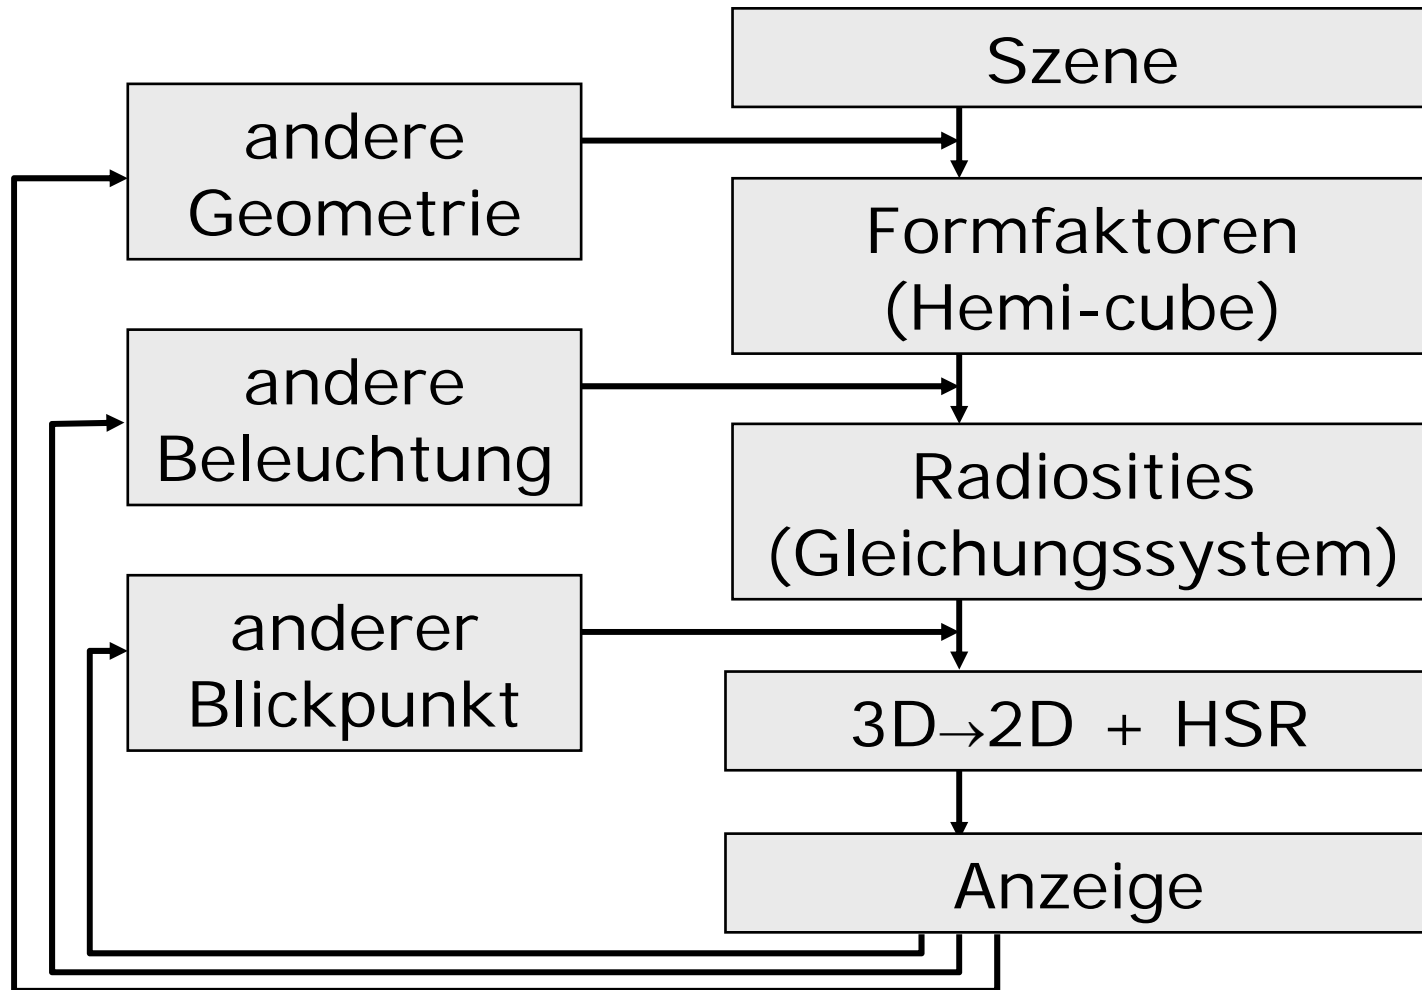 Szene
andere
Geometrie
Formfaktoren
(Hemi-cube)
andere
Beleuchtung
Radiosities
(Gleichungssystem)
anderer
Blickpunkt
3D→2D + HSR
Anzeige